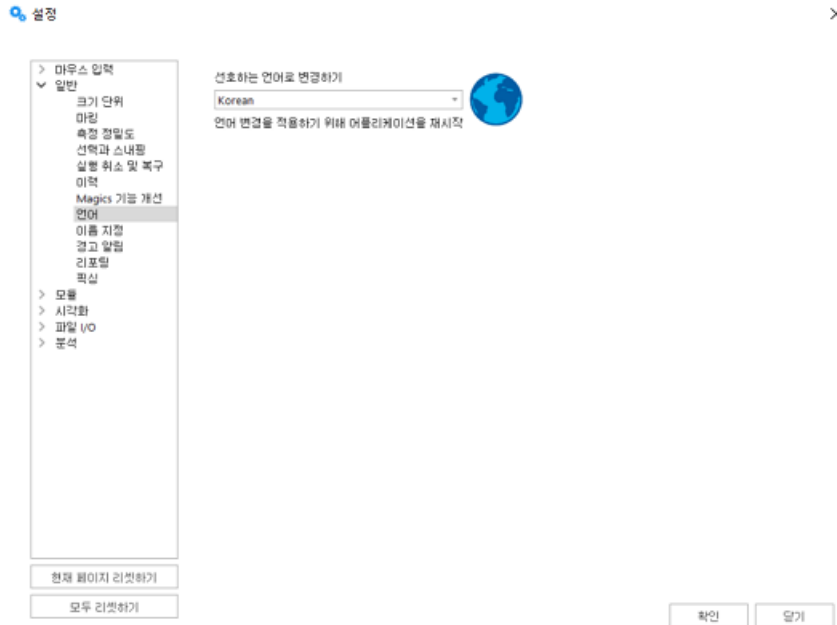 설정
마우스 입력
일반
크기 단위
마킹
측정 정밀도
선택과 스내핑
실행 취소 및 복구
이력
Magics 기능 개선
언어
이름 지정
경고 알림
리포팅
픽싱
모듈
시각화
파일 I/O
분석
선호하는 언어로 변경하기
Korean
언어 변경을 적용하기 위해 어플리케이션을 재시작
현재 페이지 리셋하기
모두 리셋하기
확인
닫기